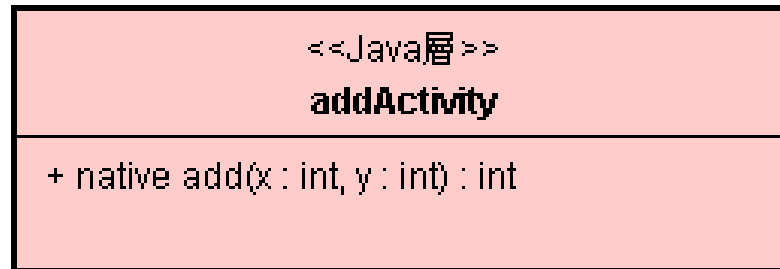 <<Java層>>
addActivity
+ native add(x : int, y : int) : int